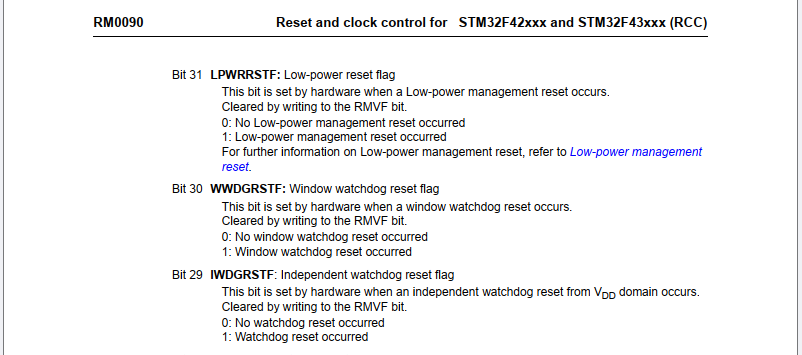 RM0090 Reset and clock control for STM32F42xxx and STM32F43xxx (RCC)
Bit 31 LPWRRSTF: Low-power reset flag
This bit is set by hardware when a Low-power management reset occurs.
Cleared by writing to the RMVF bit.
0: No Low-power management reset occurred
1: Low-power management reset occurred
For further information on Low-power management reset, refer to Low-power management
reset.
Bit 30 WWDGRSTF: Window watchdog reset flag
This bit is set by hardware when a window watchdog reset occurs.
Cleared by writing to the RMVF bit.
0: No window watchdog reset occurred
1: Window watchdog reset occurred
Bit 29 IWDGRSTF: Independent watchdog reset flag
This bit is set by hardware when an independent watchdog reset from VDD domain occurs.
Cleared by writing to the RMVF bit.
0: No watchdog reset occurred
1: Watchdog reset occurred